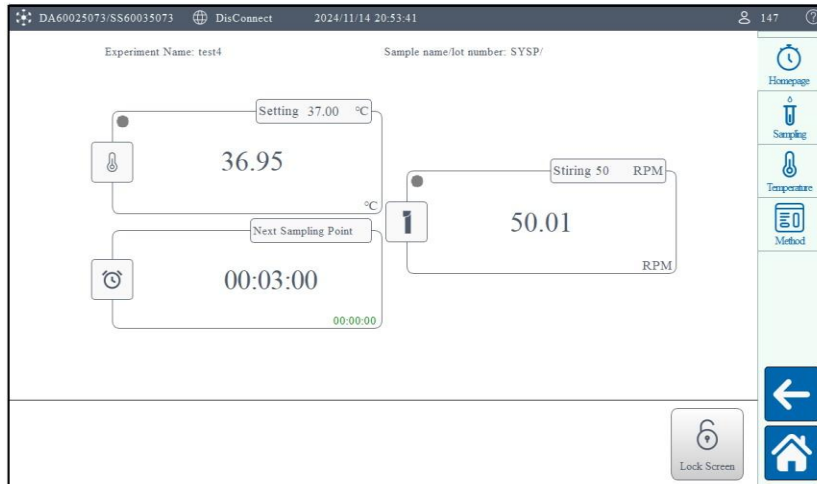 DA60025073/SS60035073 DisConnect 2024/11/14 20:53:41 147
Experiment Name: test4 Sample name/lot number: SYSP/
Setting 37.00 °C
36.95
°C
Next Sampling Point
00:03:00
00:00:00
Stiring 50 RPM
50.01
RPM
Homepage
Sampling
Temperature
Method
Lock Screen